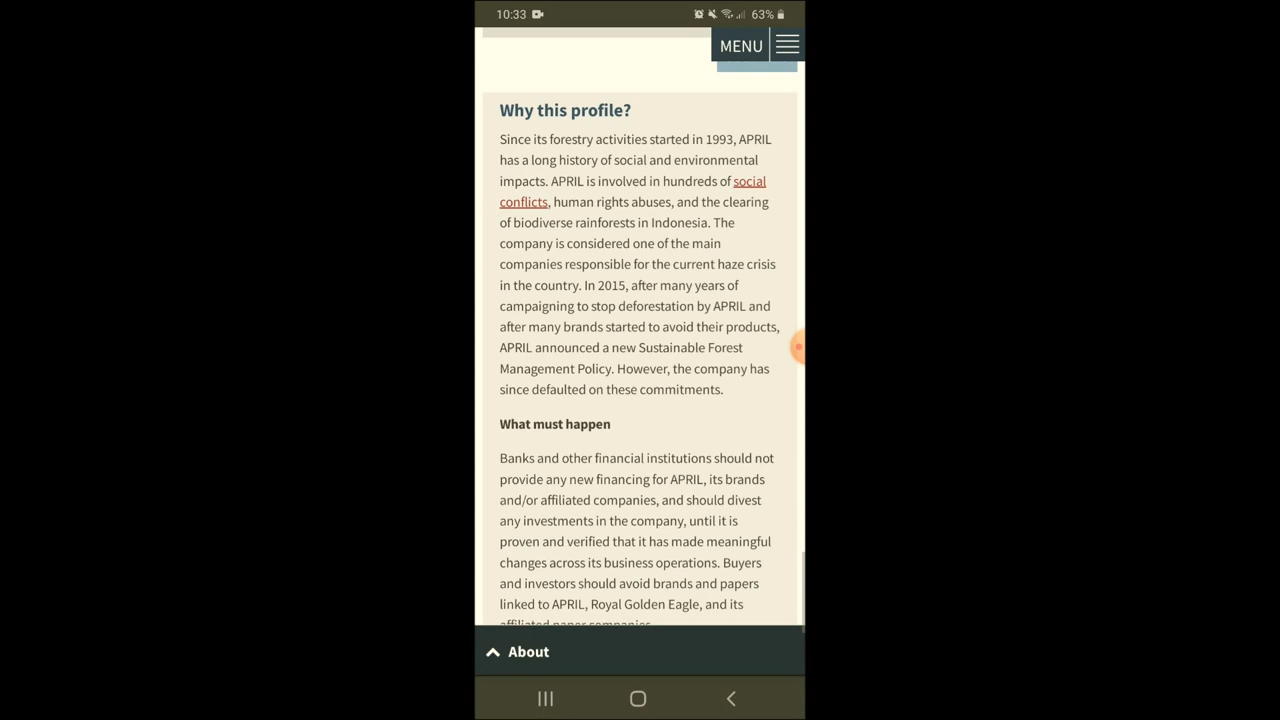 10:33
63%
MENU
Why this profile?
Since its forestry activities started in 1993, APRIL
has a long history of social and environmental
impacts. APRIL is involved in hundreds of social
conflicts, human rights abuses, and the clearing
of biodiverse rainforests in Indonesia. The
company is considered one of the main
companies responsible for the current haze crisis
in the country. In 2015, after many years of
campaigning to stop deforestation by APRIL and
after many brands started to avoid their products,
APRIL announced a new Sustainable Forest
Management Policy. However, the company has
since defaulted on these commitments.
What must happen
Banks and other financial institutions should not
provide any new financing for APRIL, its brands
and/or affiliated companies, and should divest
any investments in the company, until it is
proven and verified that it has made meaningful
changes across its business operations. Buyers
and investors should avoid brands and papers
linked to APRIL, Royal Golden Eagle, and its
affiliated paper companies.
About